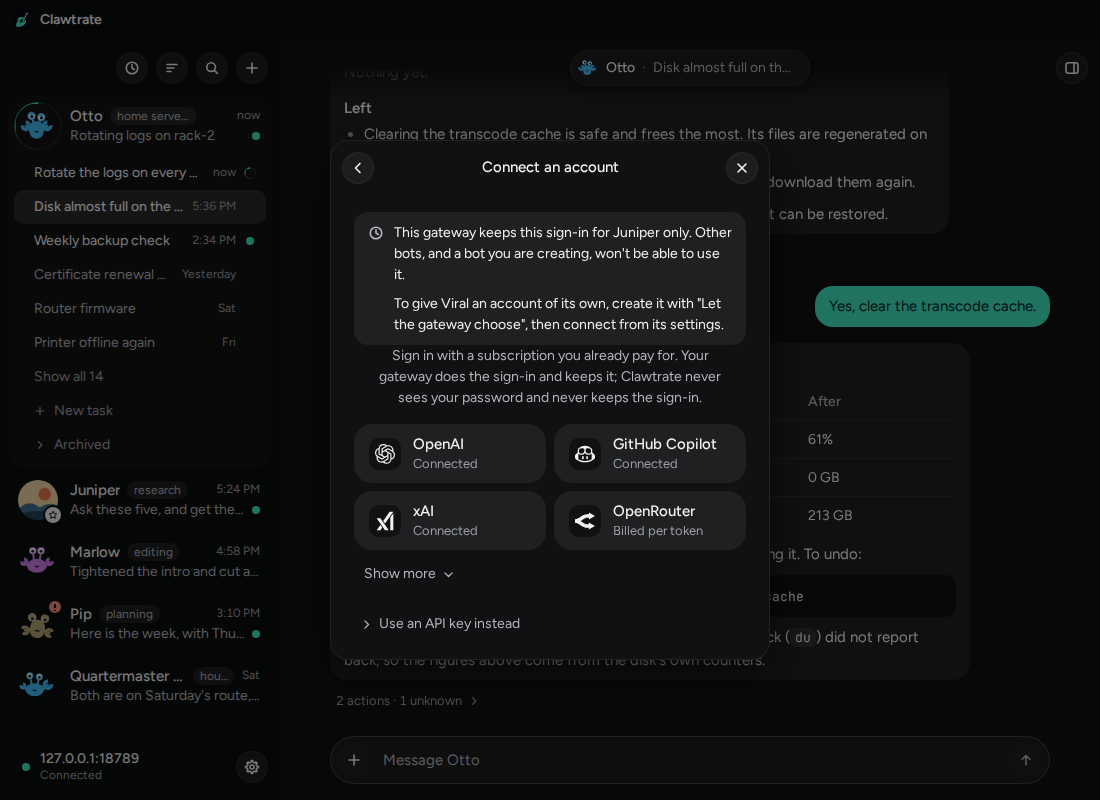 Clawtrate
Otto
home serve...
now
Rotating logs on rack-2
Rotate the logs on every ...
now
Disk almost full on the ...
5:36 PM
Weekly backup check
2:34 PM
Certificate renewal ...
Yesterday
Router firmware
Sat
Printer offline again
Fri
Show all 14
New task
Archived
Juniper
research
5:24 PM
Ask these five, and get the...
Marlow
editing
4:58 PM
Tightened the intro and cut a...
Pip
planning
3:10 PM
Here is the week, with Thu...
Quartermaster ...
hou...
Sat
Both are on Saturday's route,...
127.0.0.1:18789
Connected
Otto · Disk almost full on th...
Nothing yet.
Left
• Clearing the transcode cache is safe and frees the most. Its files are regenerated on
download them again.
t can be restored.
Yes, clear the transcode cache.
After
61%
0 GB
213 GB
ng it. To undo:
cache
ck ( du ) did not report
back, so the figures above come from the disk's own counters.
2 actions · 1 unknown
Message Otto
Connect an account
This gateway keeps this sign-in for Juniper only. Other
bots, and a bot you are creating, won't be able to use
it.
To give Viral an account of its own, create it with "Let
the gateway choose", then connect from its settings.
Sign in with a subscription you already pay for. Your
gateway does the sign-in and keeps it; Clawtrate never
sees your password and never keeps the sign-in.
OpenAI
Connected
GitHub Copilot
Connected
xAI
Connected
OpenRouter
Billed per token
Show more
Use an API key instead